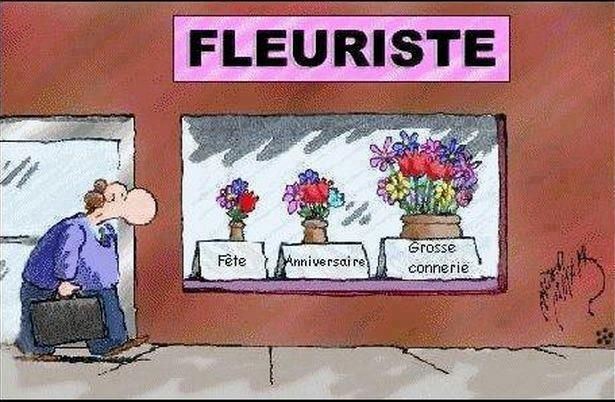 FLEURISTE
Fête
Anniversaire
Grosse
connerie